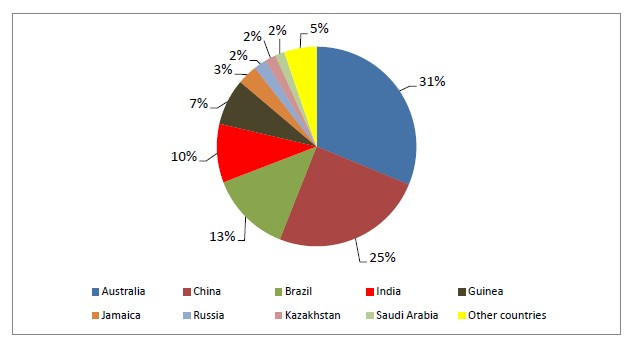 2% 2% 5%
2%
3%
31%
7%
10%
13%
25%
Australia China Brazil India Guinea
Jamaica Russia Kazakhstan Saudi Arabia Other countries